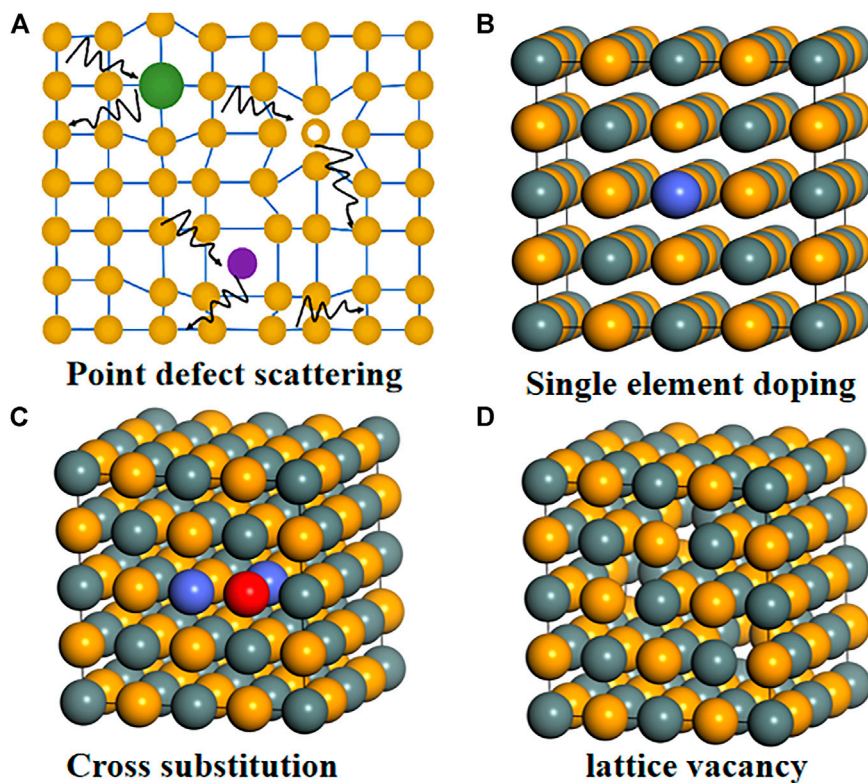 A
B
Point defect scattering
Single element doping
C
D
Cross substitution
lattice vacancy